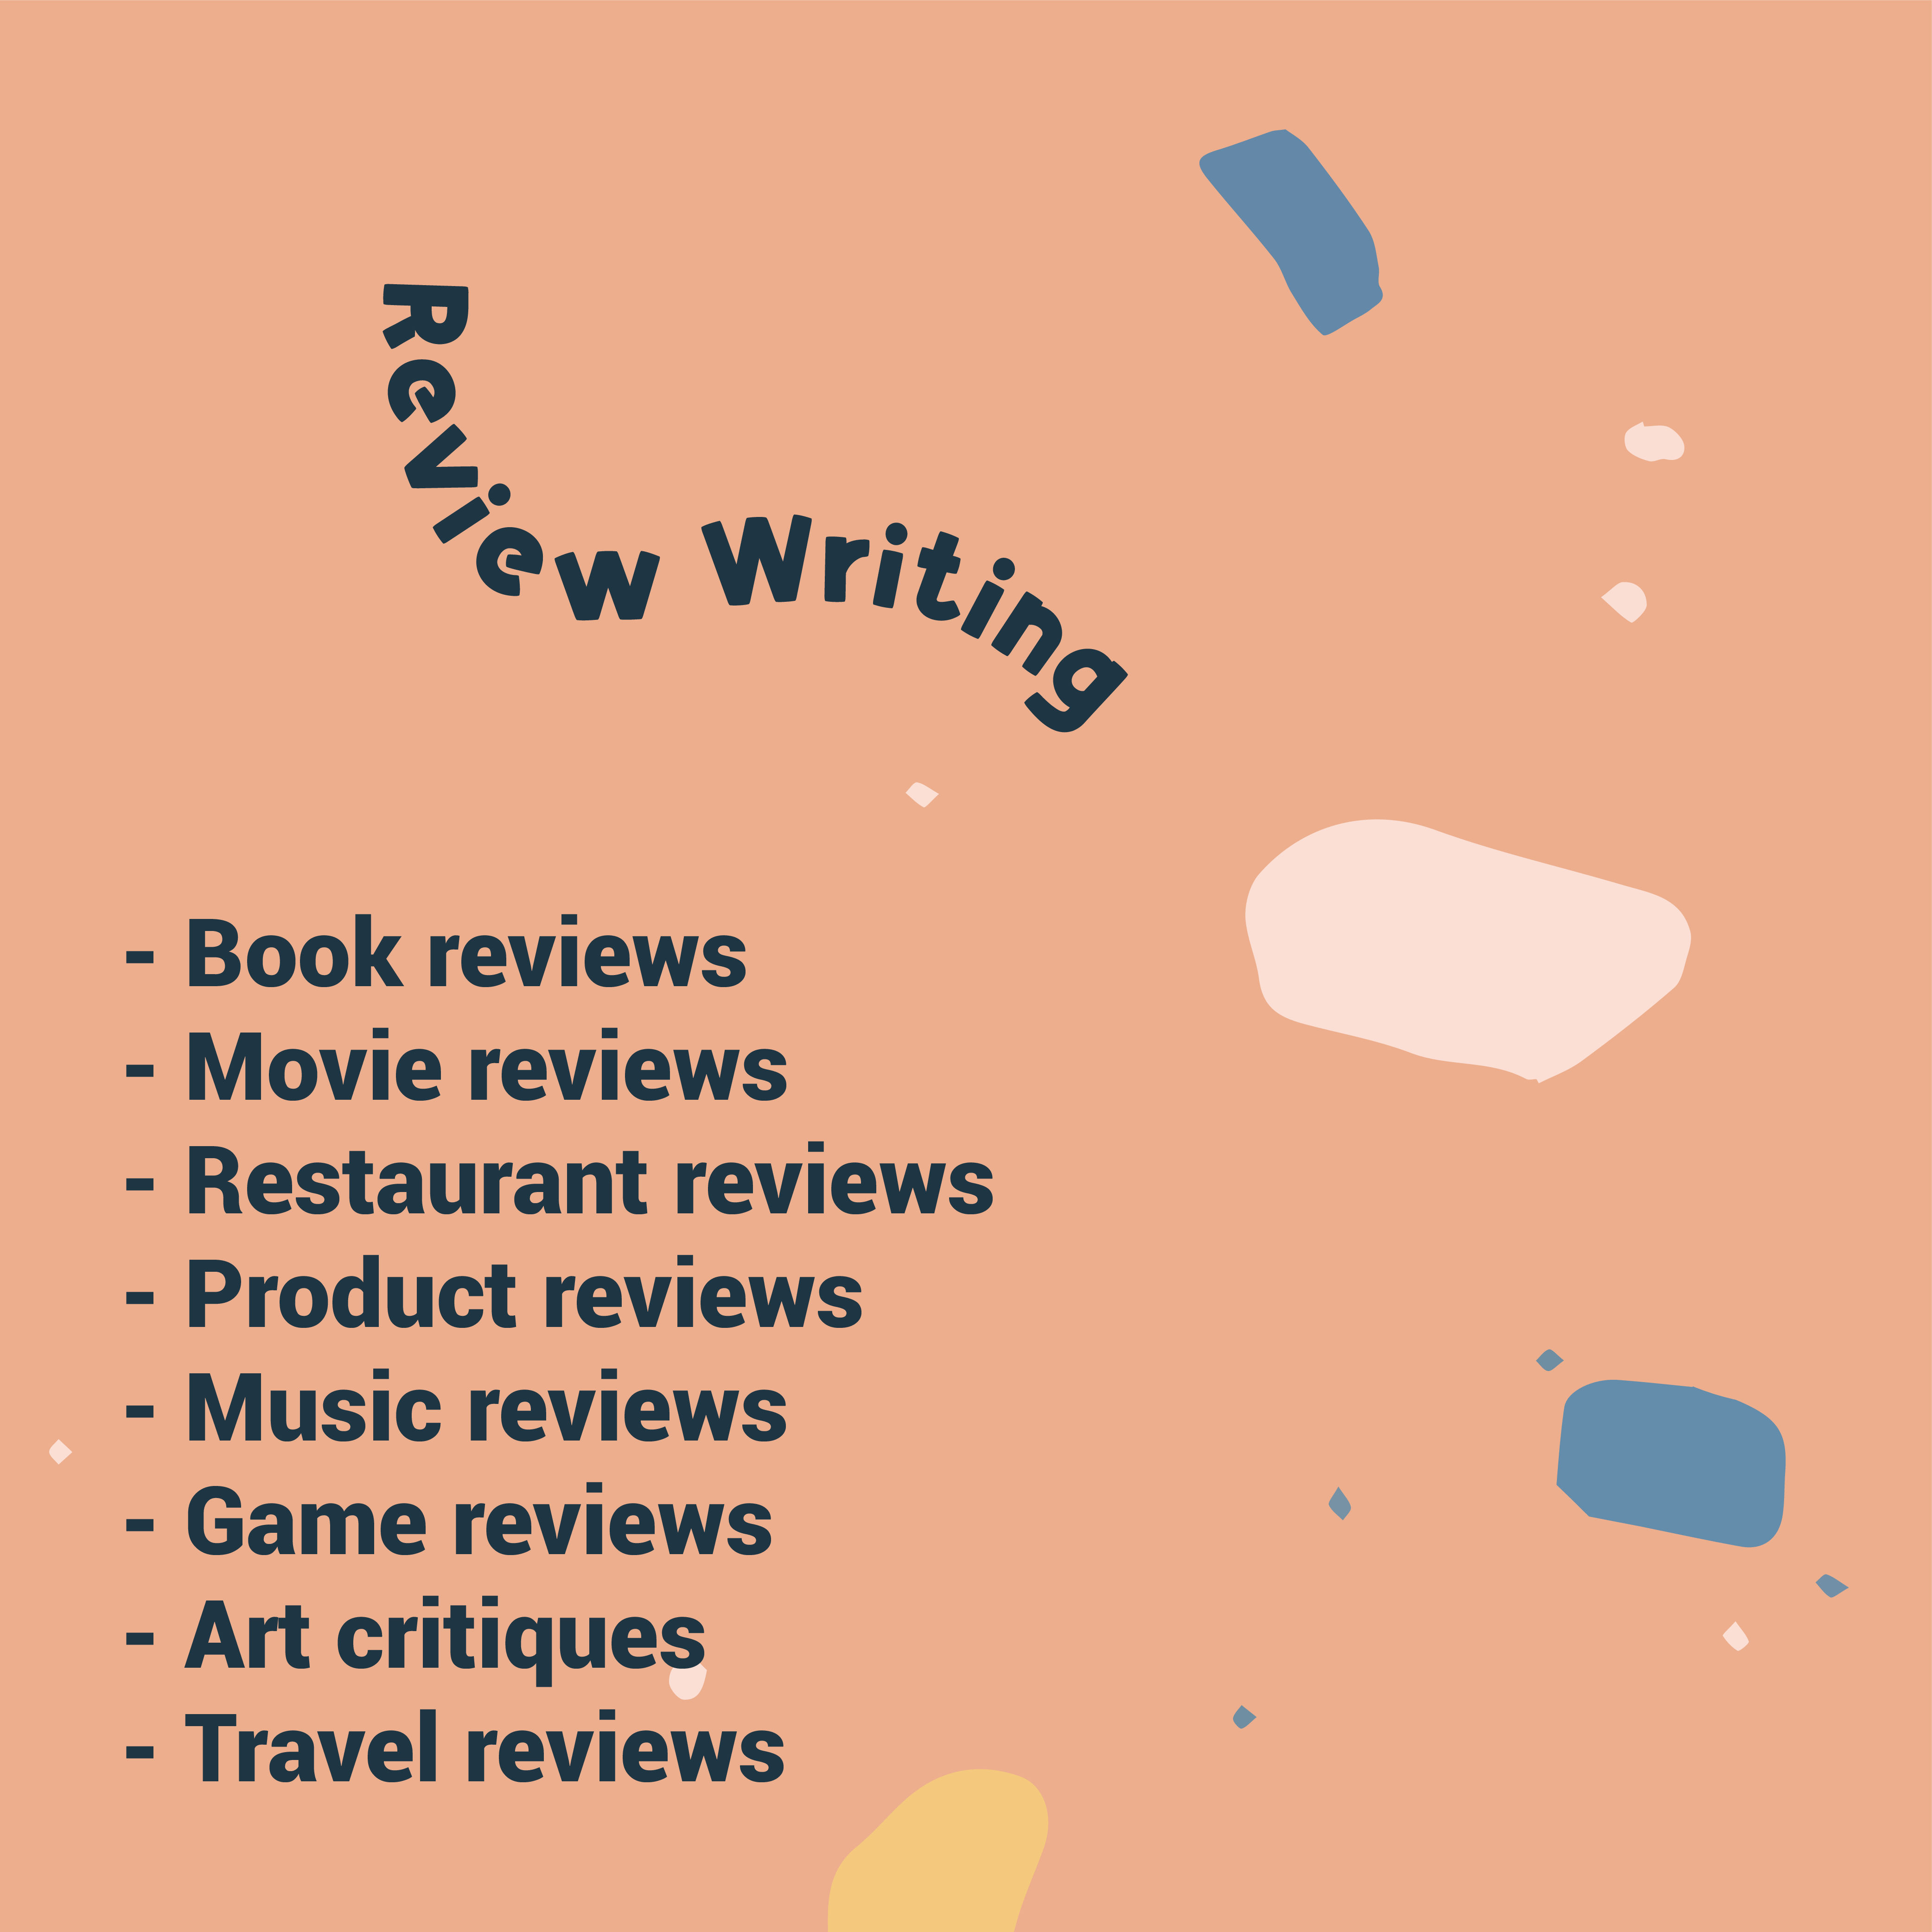 Review Writing
- Book reviews
- Movie reviews
- Restaurant reviews
- Product reviews
- Music reviews
- Game reviews
- Art critiques
- Travel reviews